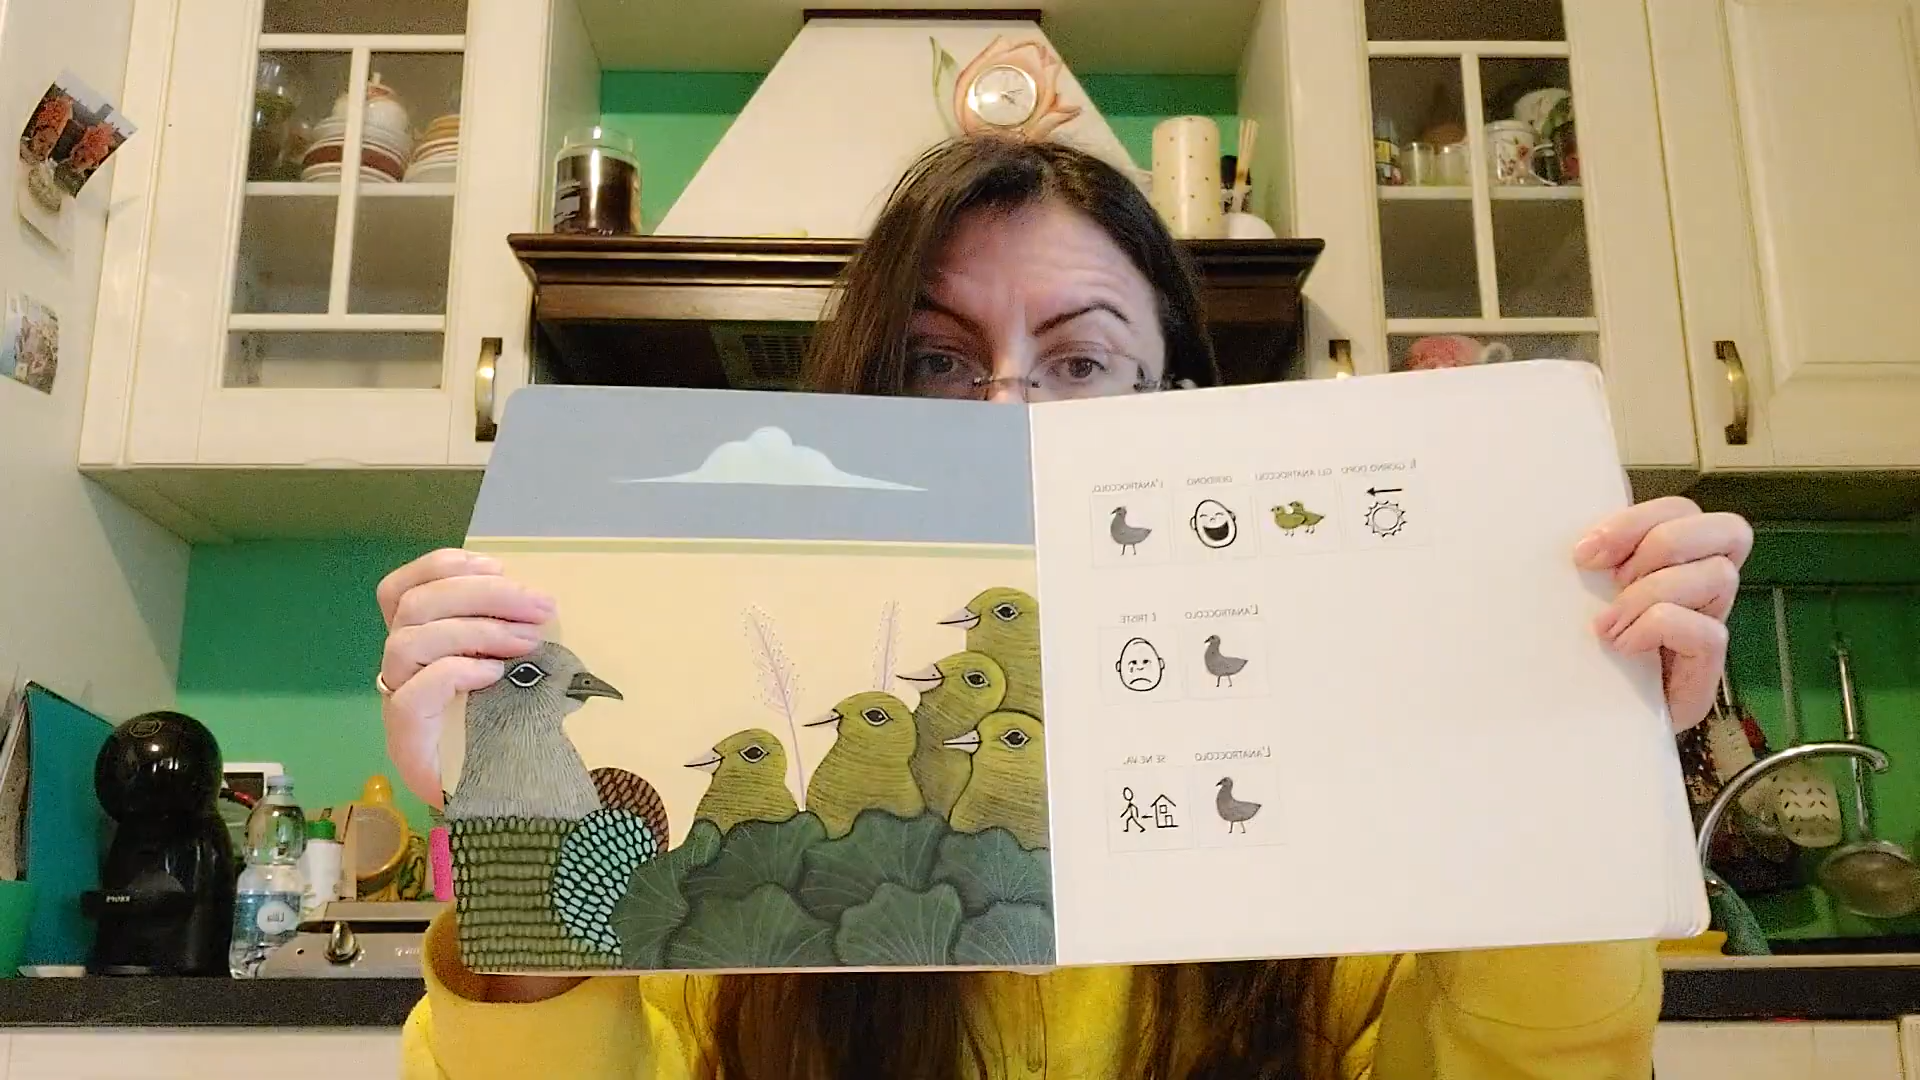 IL GIORNO DOPO GLI ANATROCCOLI DERIDONO L'ANATROCCOLO.
L'ANATROCCOLO È TRISTE
L'ANATROCCOLO SE NE VA.